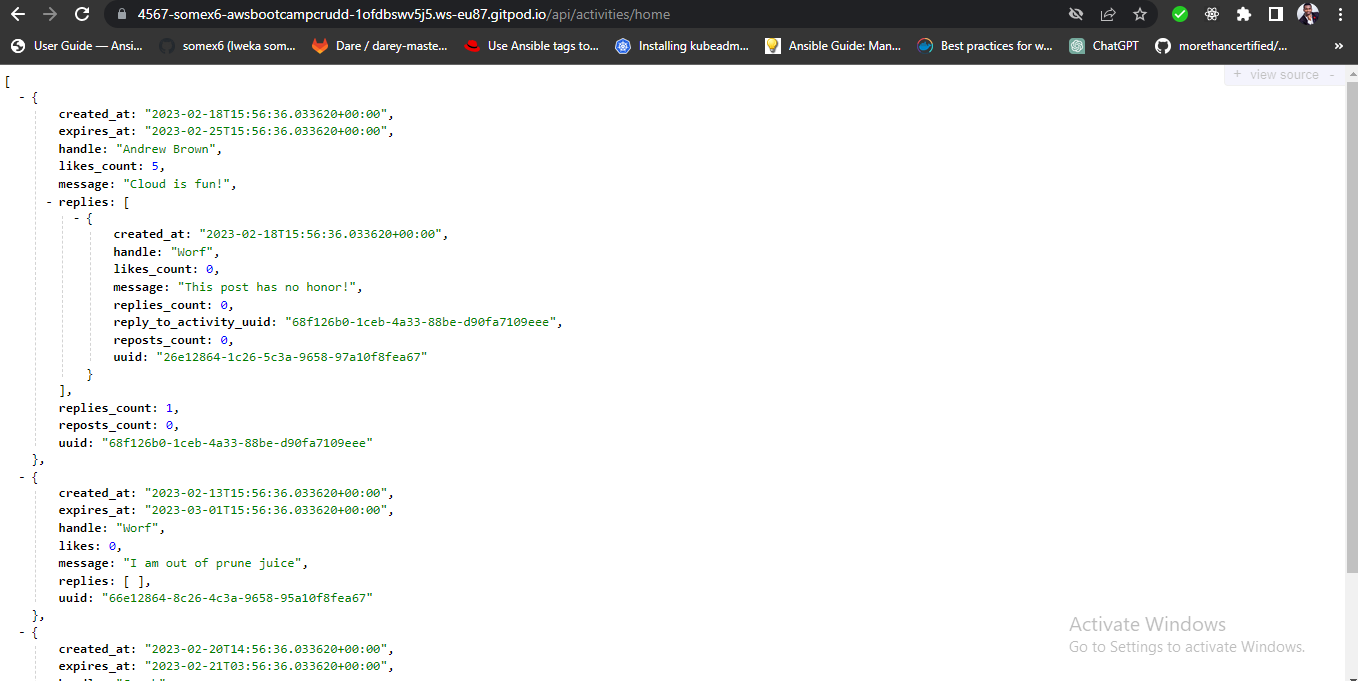 4567-somex6-awsbootcampcrudd-1ofdbswv5j5.ws-eu87.gitpod.io/api/activities/home
User Guide — Ansi... somex6 (Iweka som... Dare / darey-maste... Use Ansible tags to... Installing kubeadm... Ansible Guide: Man... Best practices for w... ChatGPT morethancertified/... »
+ view source -
[
- {
created_at: "2023-02-18T15:56:36.033620+00:00",
expires_at: "2023-02-25T15:56:36.033620+00:00",
handle: "Andrew Brown",
likes_count: 5,
message: "Cloud is fun!",
- replies: [
- {
created_at: "2023-02-18T15:56:36.033620+00:00",
handle: "Worf",
likes_count: 0,
message: "This post has no honor!",
replies_count: 0,
reply_to_activity_uuid: "68f126b0-1ceb-4a33-88be-d90fa7109eee",
reposts_count: 0,
uuid: "26e12864-1c26-5c3a-9658-97a10f8fea67"
}
],
replies_count: 1,
reposts_count: 0,
uuid: "68f126b0-1ceb-4a33-88be-d90fa7109eee"
},
- {
created_at: "2023-02-13T15:56:36.033620+00:00",
expires_at: "2023-03-01T15:56:36.033620+00:00",
handle: "Worf",
likes: 0,
message: "I am out of prune juice",
replies: [ ],
uuid: "66e12864-8c26-4c3a-9658-95a10f8fea67"
},
- {
created_at: "2023-02-20T14:56:36.033620+00:00",
expires_at: "2023-02-21T03:56:36.033620+00:00",
Activate Windows
Go to Settings to activate Windows.